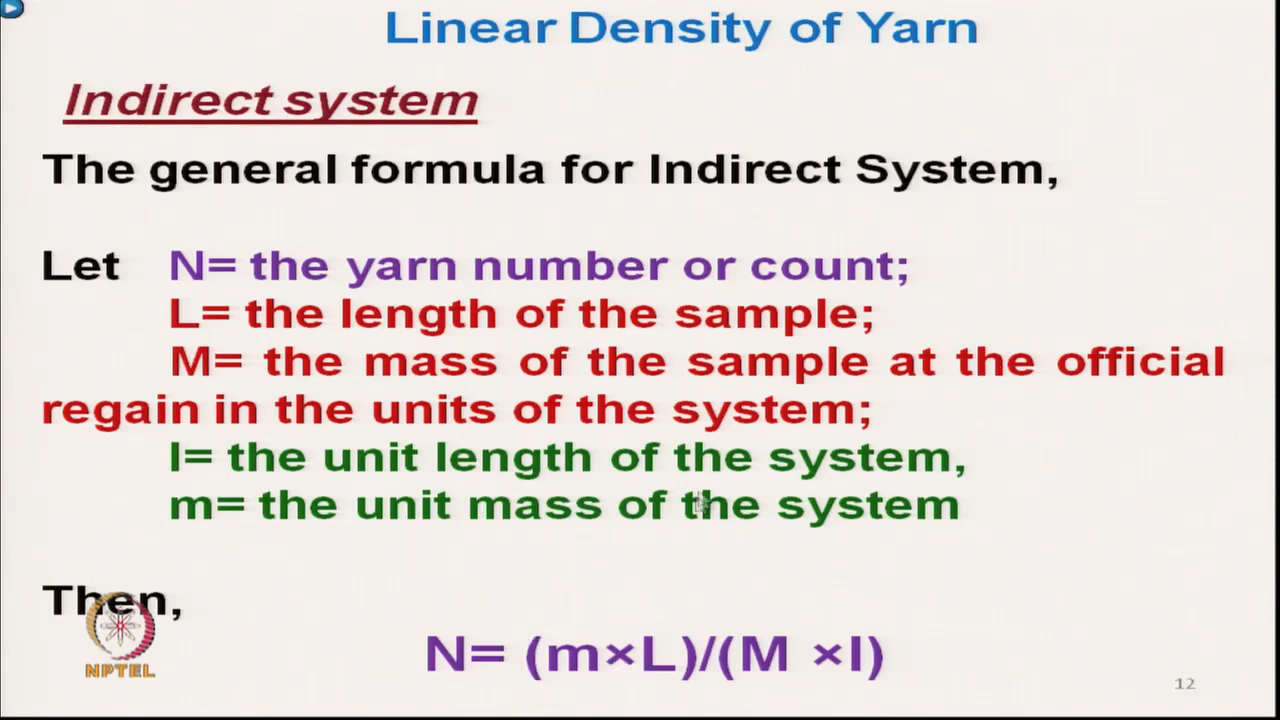 Linear Density of Yarn
Indirect system
The general formula for Indirect System,
Let N= the yarn number or count;
L= the length of the sample;
M= the mass of the sample at the official
regain in the units of the system;
l= the unit length of the system,
m= the unit mass of the system
Then,
N= (m×L)/(M ×l)
NPTEL
12